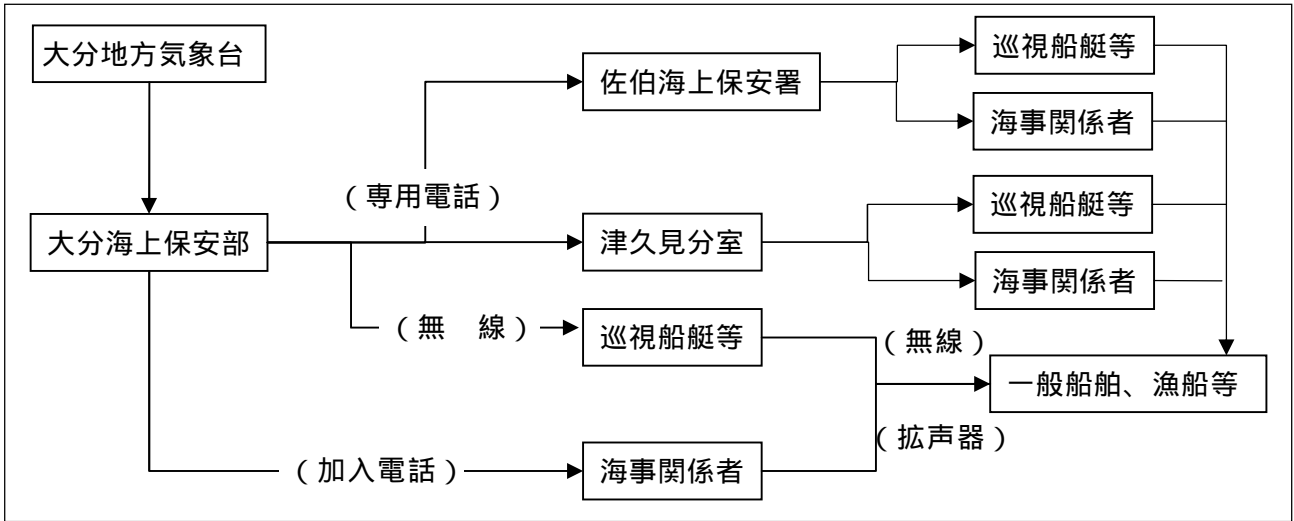 大分地方気象台
巡視船艇等
佐伯海上保安署
海事関係者
（専用電話）
巡視船艇等
大分海上保安部
津久見分室
海事関係者
（無　線）
巡視船艇等
（無線）
一般船舶、漁船等
（拡声器）
（加入電話）
海事関係者